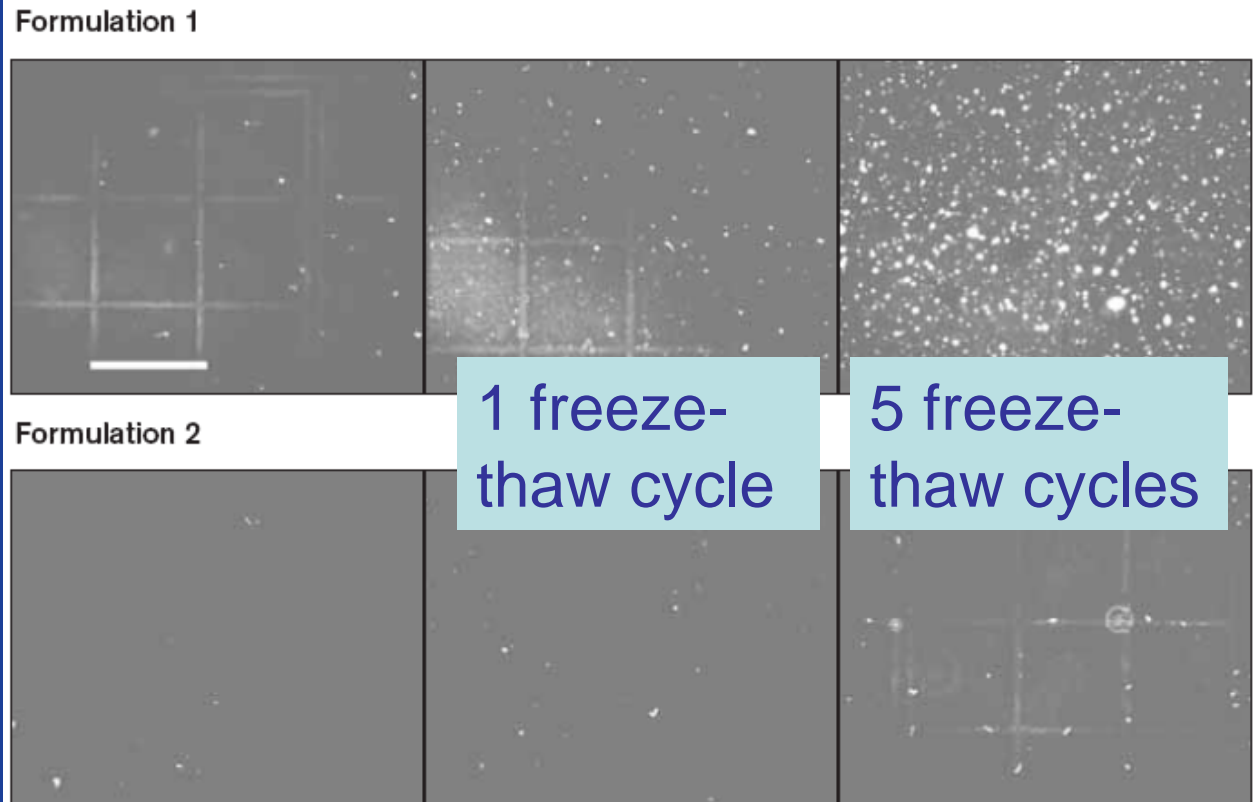 Formulation 1
1 freeze-
thaw cycle
5 freeze-
thaw cycles
Formulation 2